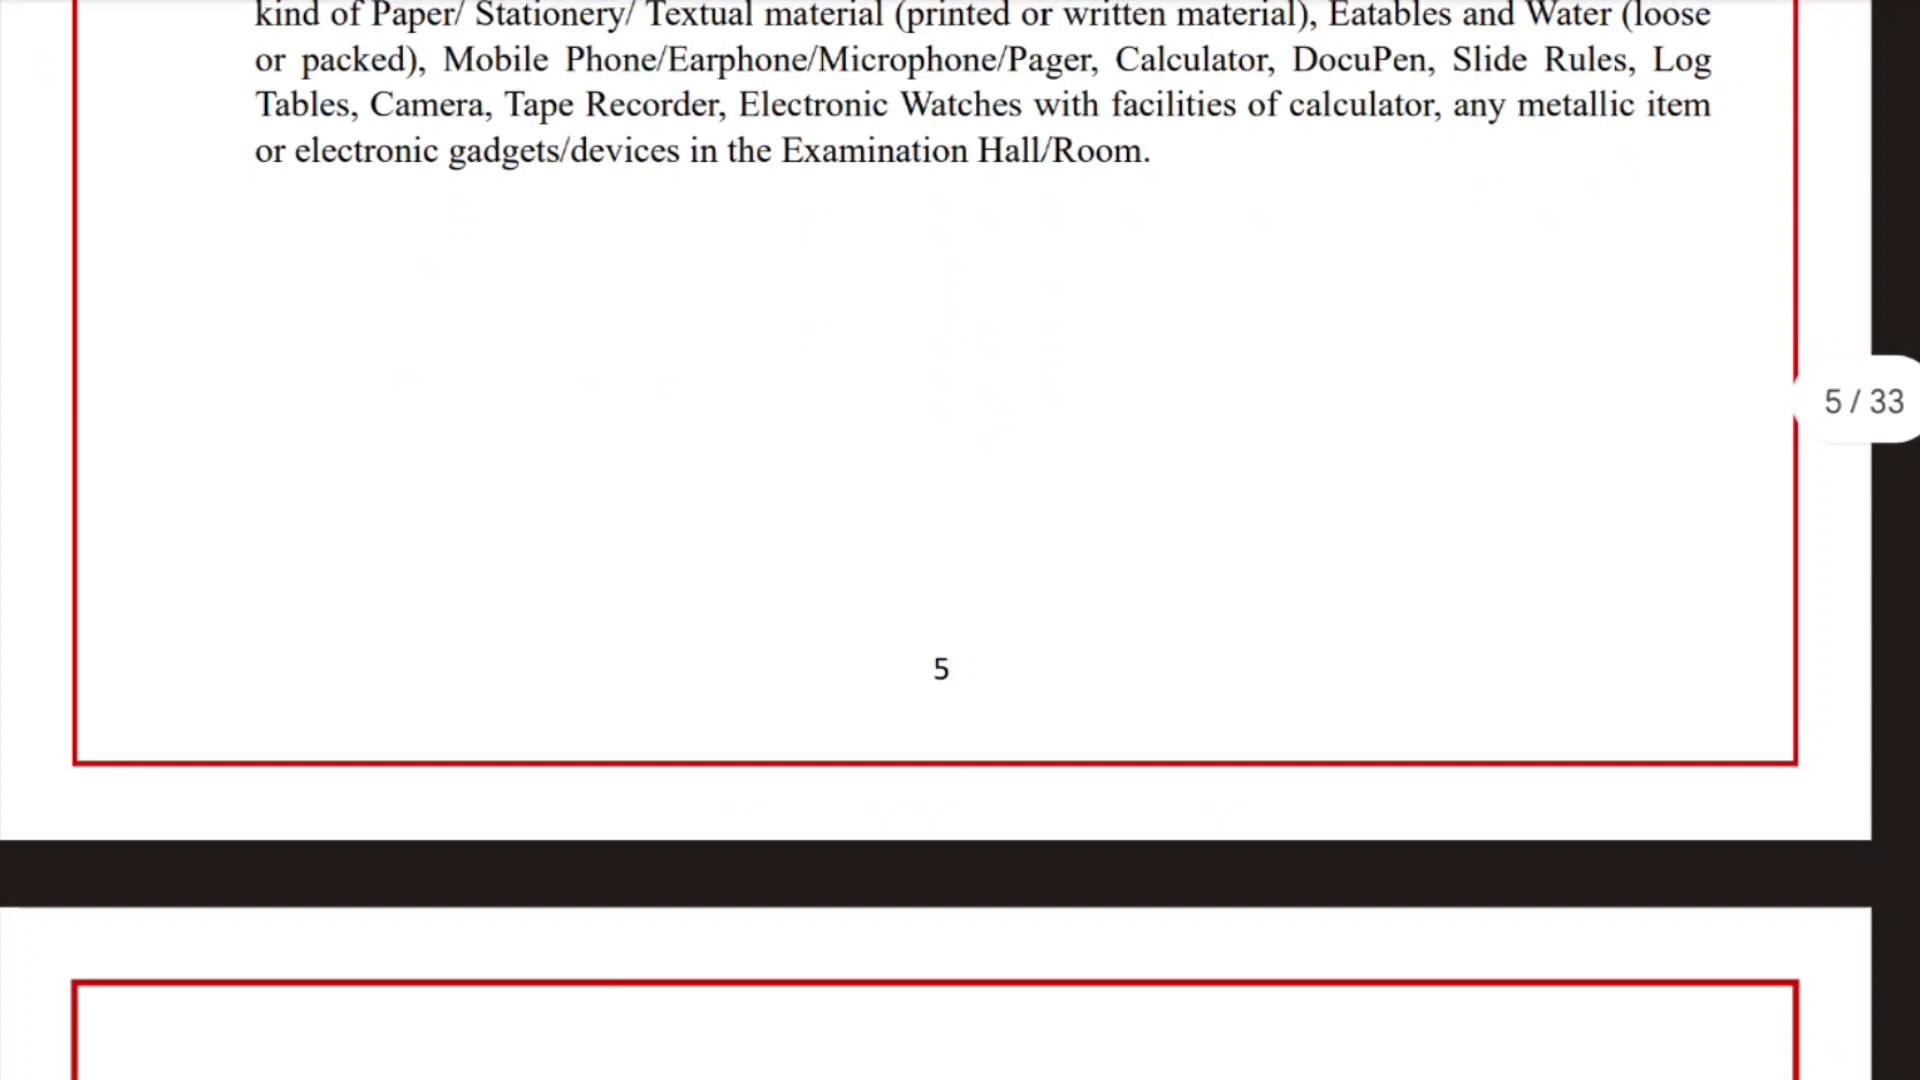 kind of Paper/ Stationery/ Textual material (printed or written material), Eatables and Water (loose
or packed), Mobile Phone/Earphone/Microphone/Pager, Calculator, DocuPen, Slide Rules, Log
Tables, Camera, Tape Recorder, Electronic Watches with facilities of calculator, any metallic item
or electronic gadgets/devices in the Examination Hall/Room.
5 / 33
5